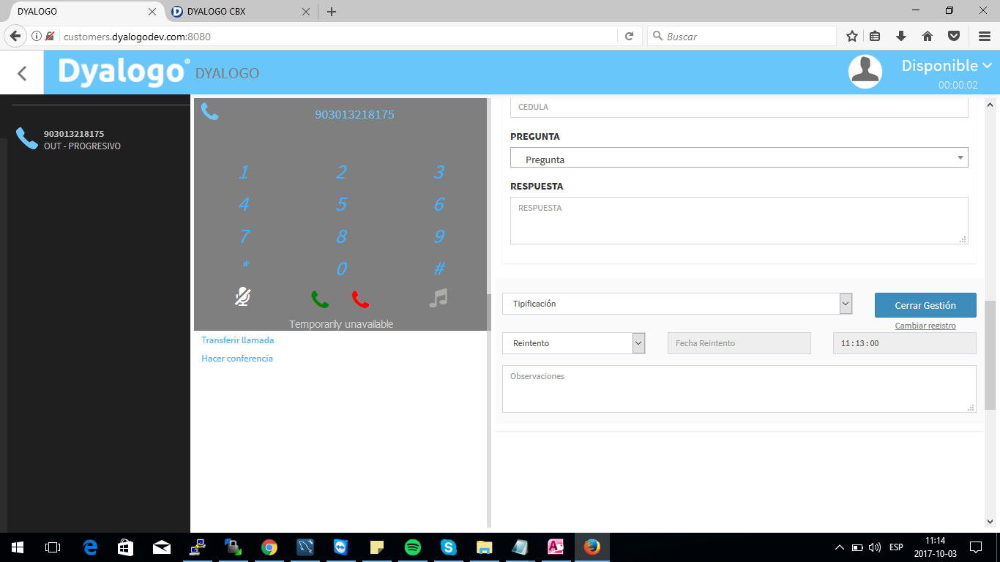 DYALOGO
DYALOGO CBX
customers.dyalogodev.com:8080
Buscar
Dyalogo®
DYALOGO
Disponible
00:00:02
903013218175
OUT - PROGRESIVO
903013218175
1 2 3
4 5 6
7 8 9
* 0 #
Temporarily unavailable
Transferir llamada
Hacer conferencia
CEDULA
PREGUNTA
Pregunta
RESPUESTA
RESPUESTA
Tipificación
Cerrar Gestión
Cambiar registro
Reintento
Fecha Reintento
11 : 13 : 00
Observaciones
ESP
11:14
2017-10-03